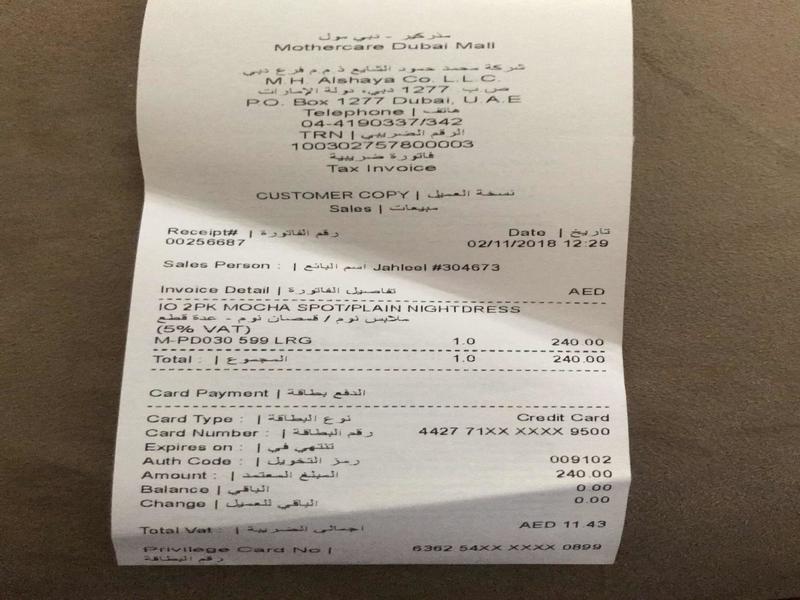 مذركير - دبي مول
Mothercare Dubai Mall
شركة محمد حمود الشايع ذ م م فرع دبي
M.H. Alshaya Co. L.L.C.
ص.ب. 1277 دبي، دولة الإمارات
P.O. Box 1277 Dubai, U.A.E
Telephone | هاتف
04-4190337/342
TRN | الرقم الضريبي
100302757800003
فاتورة ضريبية
Tax Invoice
CUSTOMER COPY | نسخة العميل
Sales | مبيعات
Receipt# | رقم الفاتورة Date | تاريخ
00256687 02/11/2018 12:29
Sales Person : | اسم البائع Jahleel #304673
Invoice Detail | تفاصيل الفاتورة AED
IO 2PK MOCHA SPOT/PLAIN NIGHTDRESS
ملابس نوم / قمصان نوم - عدة قطع
(5% VAT)
M-PD030 599 LRG 1.0 240.00
Total : | المجموع 1.0 240.00
Card Payment | الدفع بطاقة
Card Type : | نوع البطاقة Credit Card
Card Number : | رقم البطاقة 4427 71XX XXXX 9500
Expires on : | تنتهي في
Auth Code : | رمز التخويل 009102
Amount : | المبلغ المعتمد 240.00
Balance | الباقي 0.00
Change | الباقي للعميل 0.00
Total Vat : | اجمالي الضريبة AED 11.43
Privilege Card No | 6362 54XX XXXX 0899
رقم البطاقة